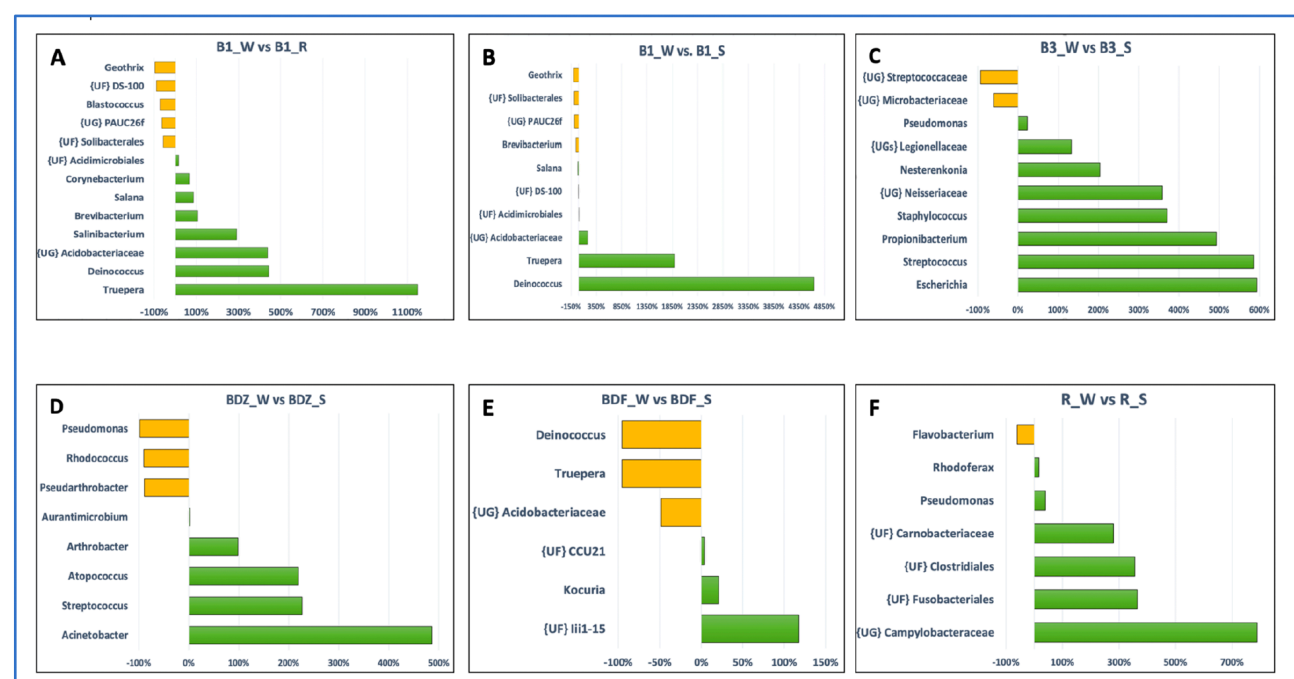 A
B1_W vs B1_R
Geothrix
{UF} DS-100
Blastococcus
{UG} PAUC26f
{UF} Solibacterales
{UF} Acidimicrobiales
Corynebacterium
Salana
Brevibacterium
Salinibacterium
{UG} Acidobacteriaceae
Deinococcus
Truepera
-100% 100% 300% 500% 700% 900% 1100%
B
B1_W vs. B1_S
Geothrix
{UF} Solibacterales
{UG} PAUC26f
Brevibacterium
Salana
{UF} DS-100
{UF} Acidimicrobiales
{UG} Acidobacteriaceae
Truepera
Deinococcus
-150% 350% 850% 1350% 1850% 2350% 2850% 3350% 3850% 4350% 4850%
C
B3_W vs B3_S
{UG} Streptococcaceae
{UG} Microbacteriaceae
Pseudomonas
{UGs} Legionellaceae
Nesterenkonia
{UG} Neisseriaceae
Staphylococcus
Propionibacterium
Streptococcus
Escherichia
-100% 0% 100% 200% 300% 400% 500% 600%
D
BDZ_W vs BDZ_S
Pseudomonas
Rhodococcus
Pseudarthrobacter
Aurantimicrobium
Arthrobacter
Atopococcus
Streptococcus
Acinetobacter
-100% 0% 100% 200% 300% 400% 500%
E
BDF_W vs BDF_S
Deinococcus
Truepera
{UG} Acidobacteriaceae
{UF} CCU21
Kocuria
{UF} Iii1-15
-100% -50% 0% 50% 100% 150%
F
R_W vs R_S
Flavobacterium
Rhodoferax
Pseudomonas
{UF} Carnobacteriaceae
{UF} Clostridiales
{UF} Fusobacteriales
{UG} Campylobacteraceae
-100% 100% 300% 500% 700%